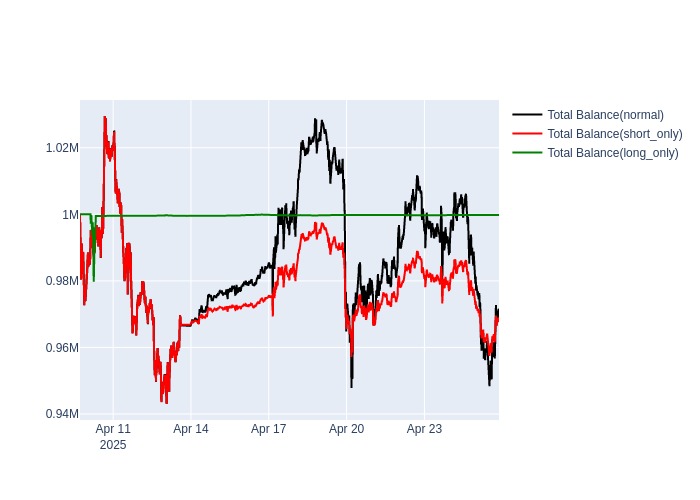 Total Balance(normal)
Total Balance(short_only)
Total Balance(long_only)
1.02M
1M
0.98M
0.96M
0.94M
Apr 11
2025
Apr 14
Apr 17
Apr 20
Apr 23